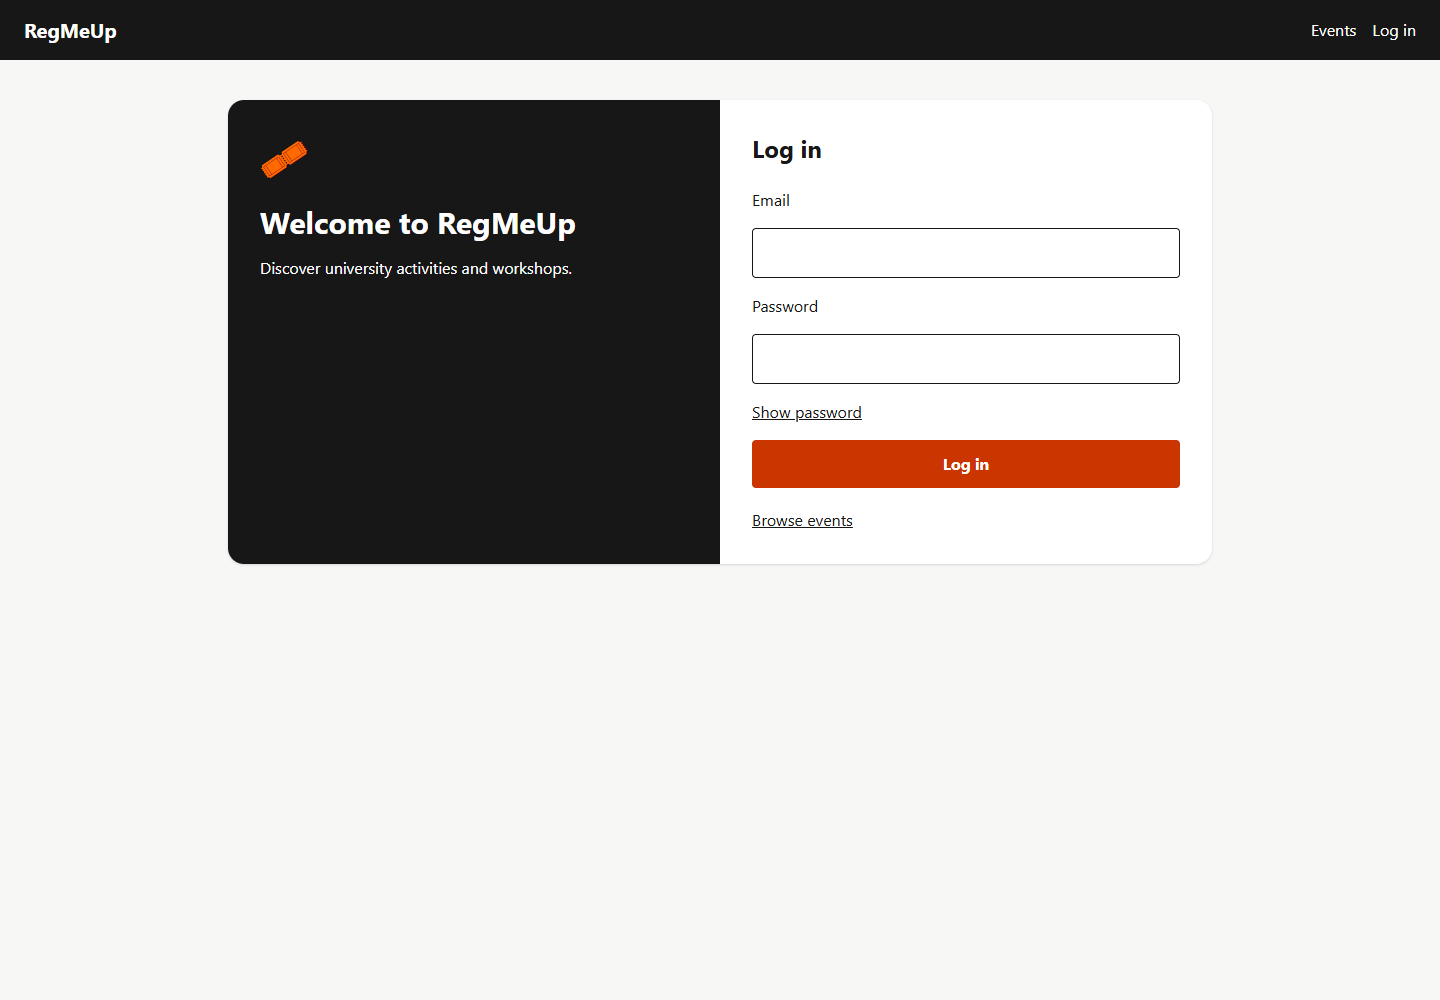 RegMeUp
Events
Log in
Welcome to RegMeUp
Discover university activities and workshops.
Log in
Email
Password
Show password
Log in
Browse events